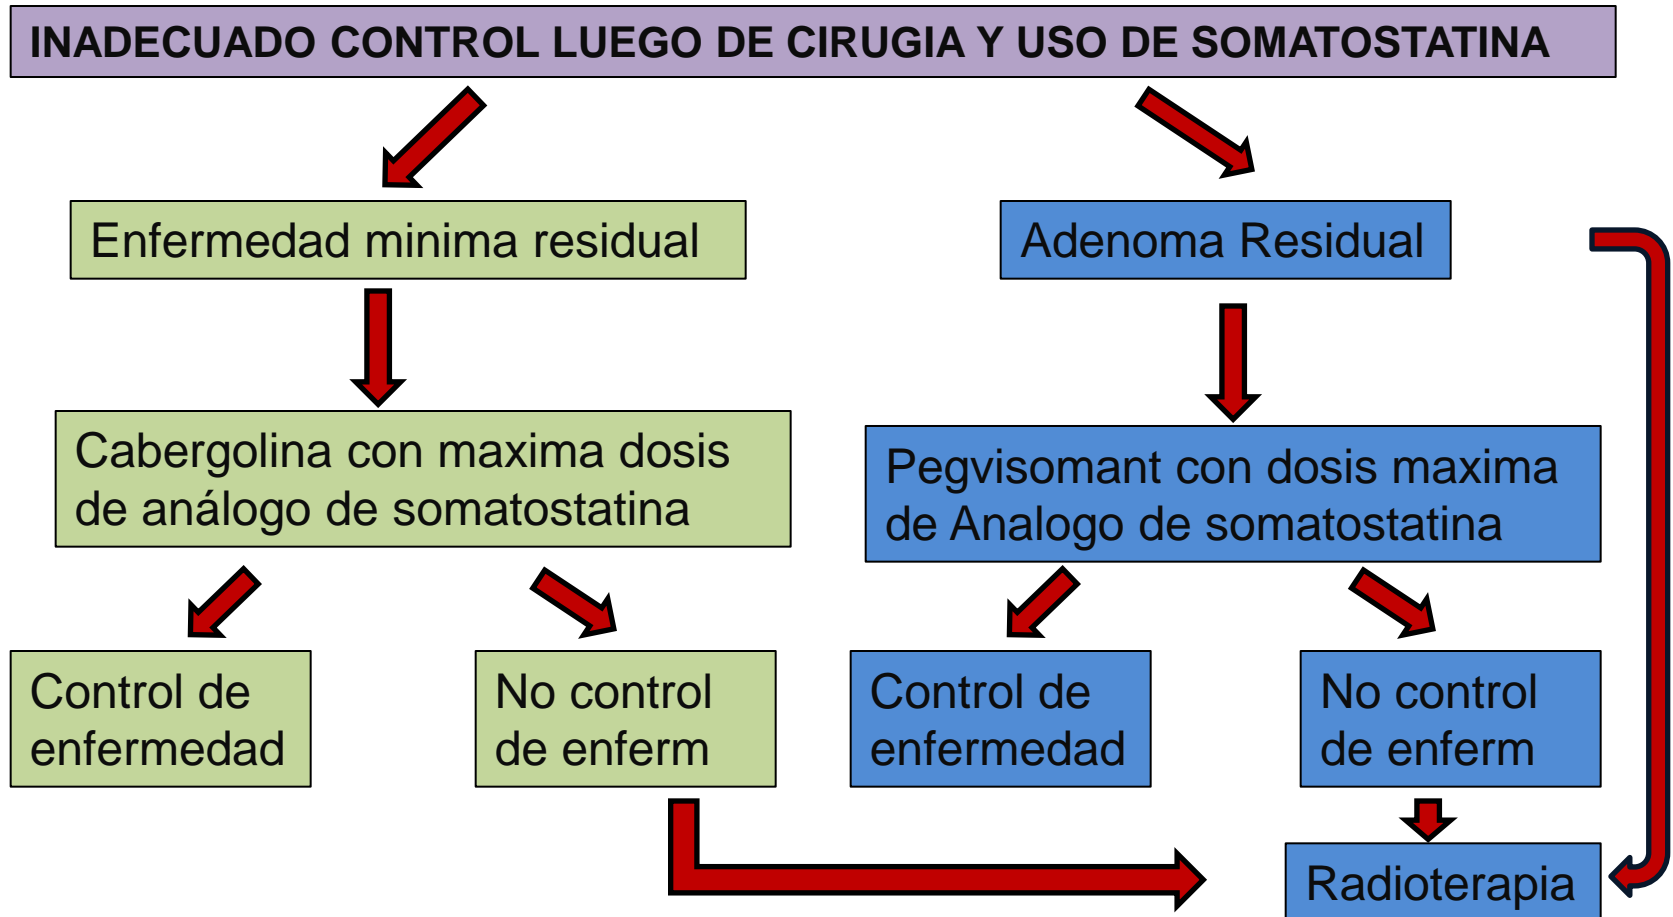 INADECUADO CONTROL LUEGO DE CIRUGIA Y USO DE SOMATOSTATINA
Enfermedad minima residual
Adenoma Residual
Cabergolina con maxima dosis
de análogo de somatostatina
Pegvisomant con dosis maxima
de Analogo de somatostatina
Control de
enfermedad
No control
de enferm
Control de
enfermedad
No control
de enferm
Radioterapia